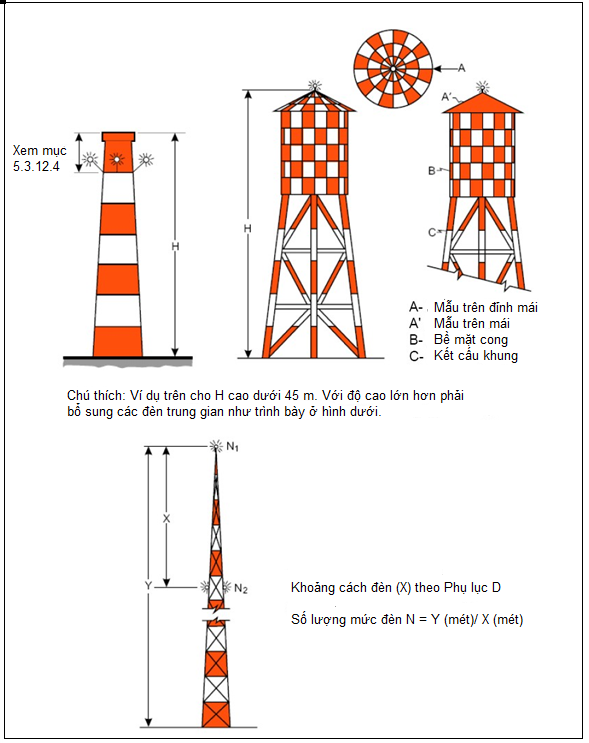 A
A'
Xem mục
5.3.12.4
H
H
B
C
A- Mẫu trên đỉnh mái
A' Mẫu trên mái
B- Bề mặt cong
C- Kết cấu khung
Chú thích: Ví dụ trên cho H cao dưới 45 m. Với độ cao lớn hơn phải
bổ sung các đèn trung gian như trình bày ở hình dưới.
N1
X
Y
N2
Khoảng cách đèn (X) theo Phụ lục D
Số lượng mức đèn N = Y (mét)/ X (mét)